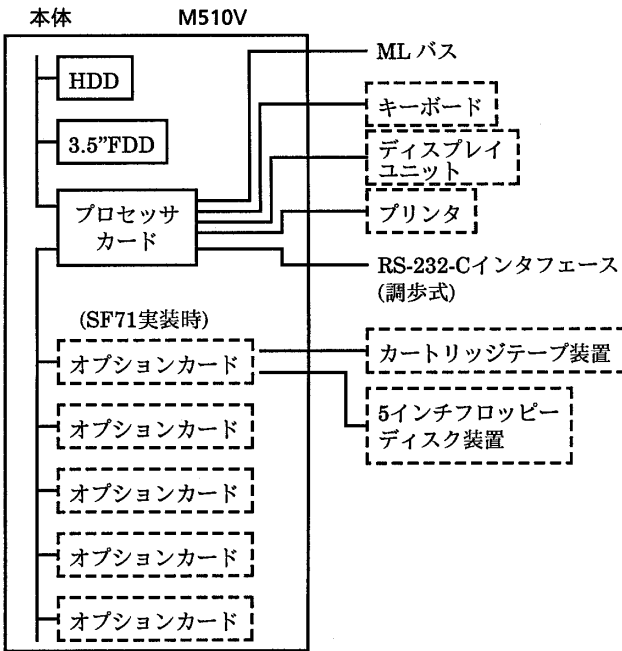 本体 M510V
HDD
3.5”FDD
プロセッサ
カード
ML バス
キーボード
ディスプレイ
ユニット
プリンタ
RS-232-Cインタフェース
(調歩式)
(SF71実装時)
オプションカード
カートリッジテープ装置
5インチフロッピー
ディスク装置
オプションカード
オプションカード
オプションカード
オプションカード